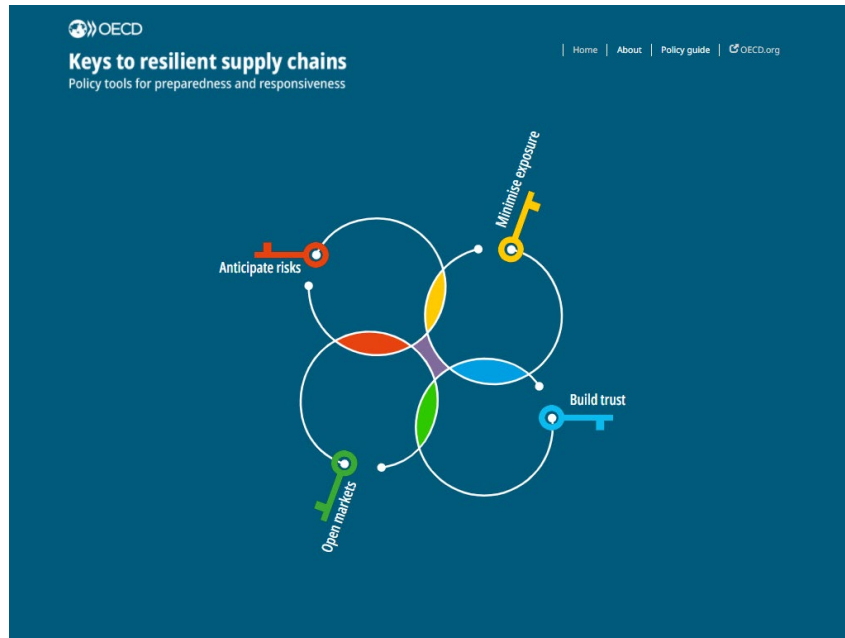 OECD
Keys to resilient supply chains
Policy tools for preparedness and responsiveness
| Home | About | Policy guide | OECD.org
Minimise exposure
Anticipate risks
Build trust
Open markets